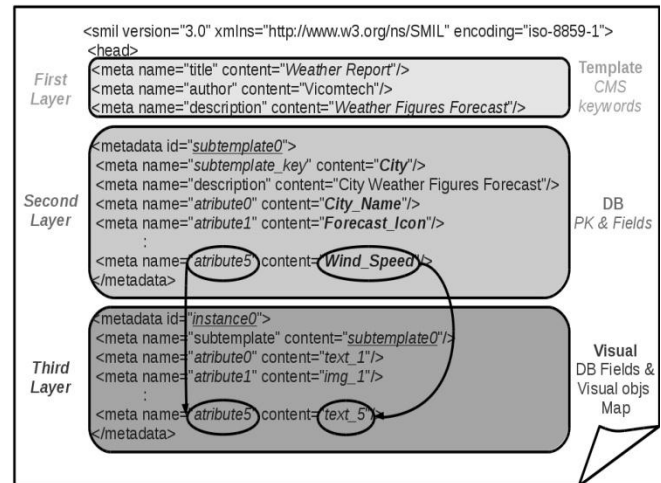 <smil version="3.0" xmlns="http://www.w3.org/ns/SMIL" encoding="iso-8859-1">
<head>
First
Layer
<meta name="title" content="Weather Report"/>
<meta name="author" content="Vicomtech"/>
<meta name="description" content="Weather Figures Forecast"/>
Template
CMS
keywords
Second
Layer
<metadata id="subtemplate0">
<meta name="subtemplate_key" content="City"/>
<meta name="description" content="City Weather Figures Forecast"/>
<meta name="atribute0" content="City_Name"/>
<meta name="atribute1" content="Forecast_Icon"/>
:
<meta name="atribute5" content="Wind_Speed"/>
</metadata>
DB
PK & Fields
Third
Layer
<metadata id="instance0">
<meta name="subtemplate" content="subtemplate0"/>
<meta name="atribute0" content="text_1"/>
<meta name="atribute1" content="img_1"/>
:
<meta name="atribute5" content="text_5"/>
</metadata>
Visual
DB Fields &
Visual objs
Map